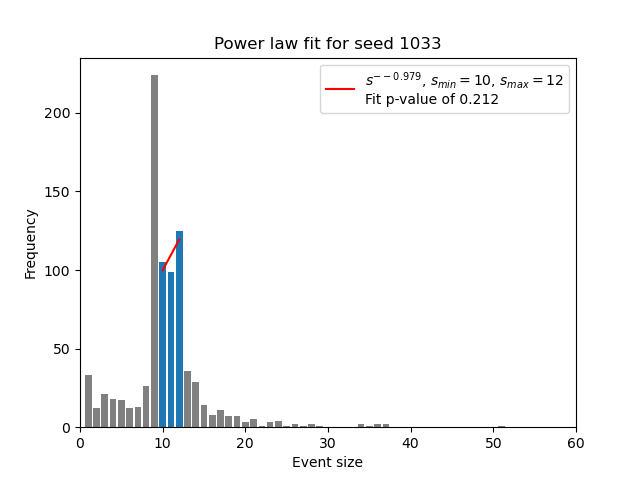 Power law fit for seed 1033
s^{--0.979}, s_{min} = 10, s_{max} = 12
Fit p-value of 0.212
Frequency
200
150
100
50
0
0 10 20 30 40 50 60
Event size